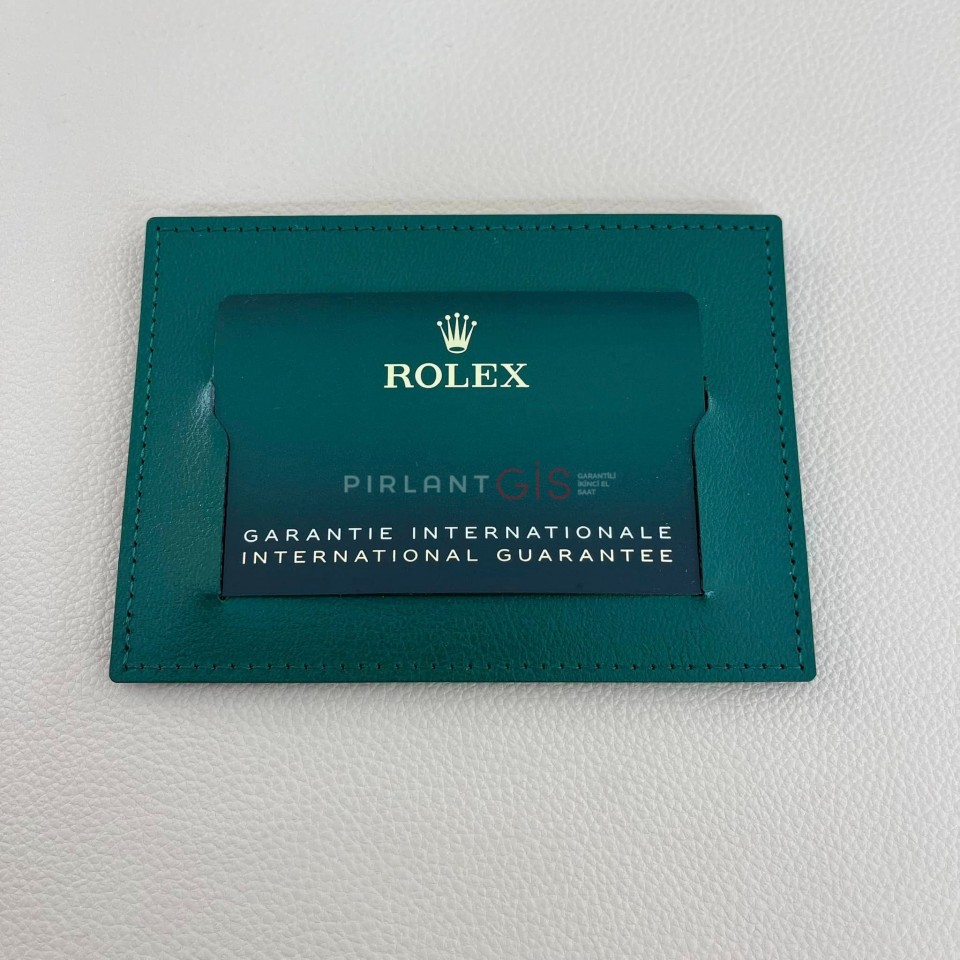 ROLEX
PIRLANTGİS
GARANTİLİ
İKİNCİ EL
SAAT
GARANTIE INTERNATIONALE
INTERNATIONAL GUARANTEE